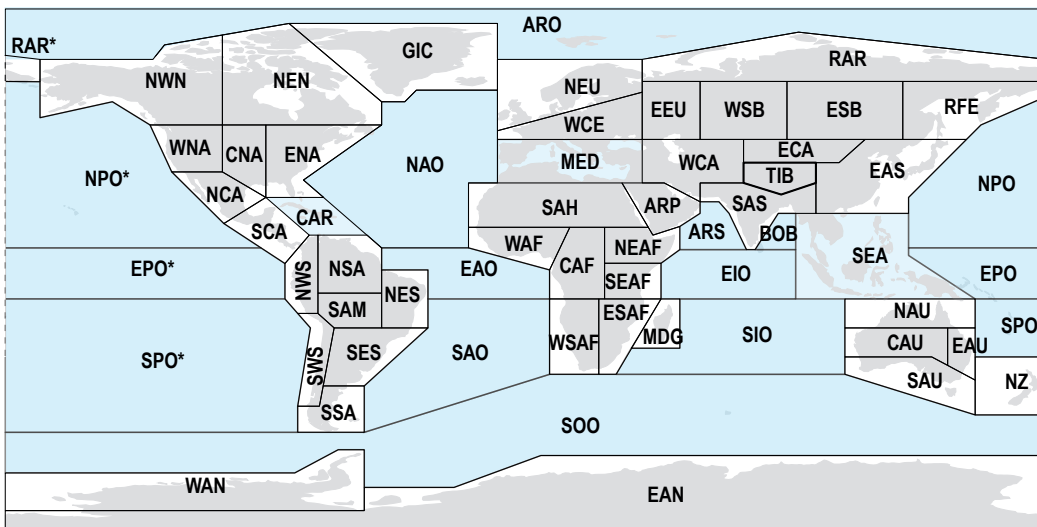 ARO
RAR*
GIC
RAR
NWN
NEN
NEU
EEU
WSB
ESB
RFE
WCE
WNA
CNA
ENA
NAO
MED
WCA
ECA
TIB
EAS
NPO*
NCA
SAH
ARP
SAS
NPO
CAR
SCA
WAF
NEAF
ARS
BOB
SEA
EPO*
NWS
NSA
EAO
CAF
SEAF
EIO
EPO
NES
SAM
ESAF
NAU
SPO*
SWS
SES
SAO
WSAF
MDG
SIO
CAU
EAU
SPO
SAU
NZ
SSA
SOO
WAN
EAN